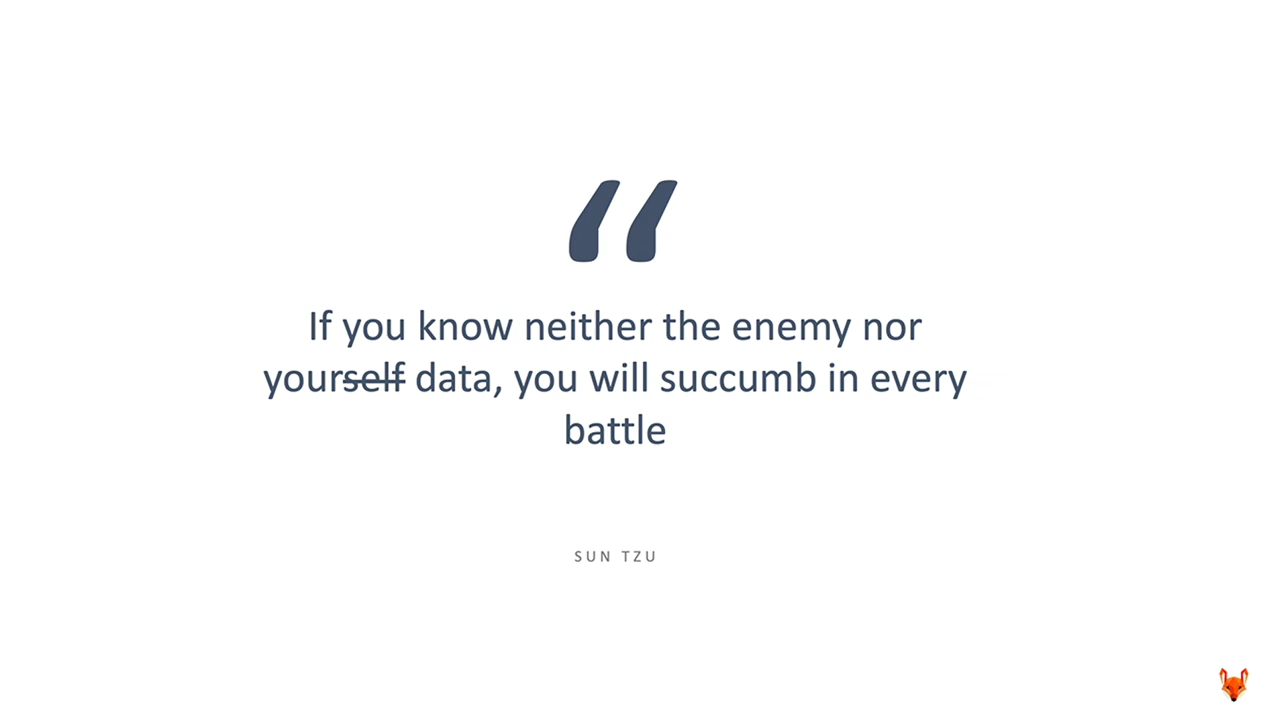 “
If you know neither the enemy nor
yourself data, you will succumb in every
battle
SUN TZU